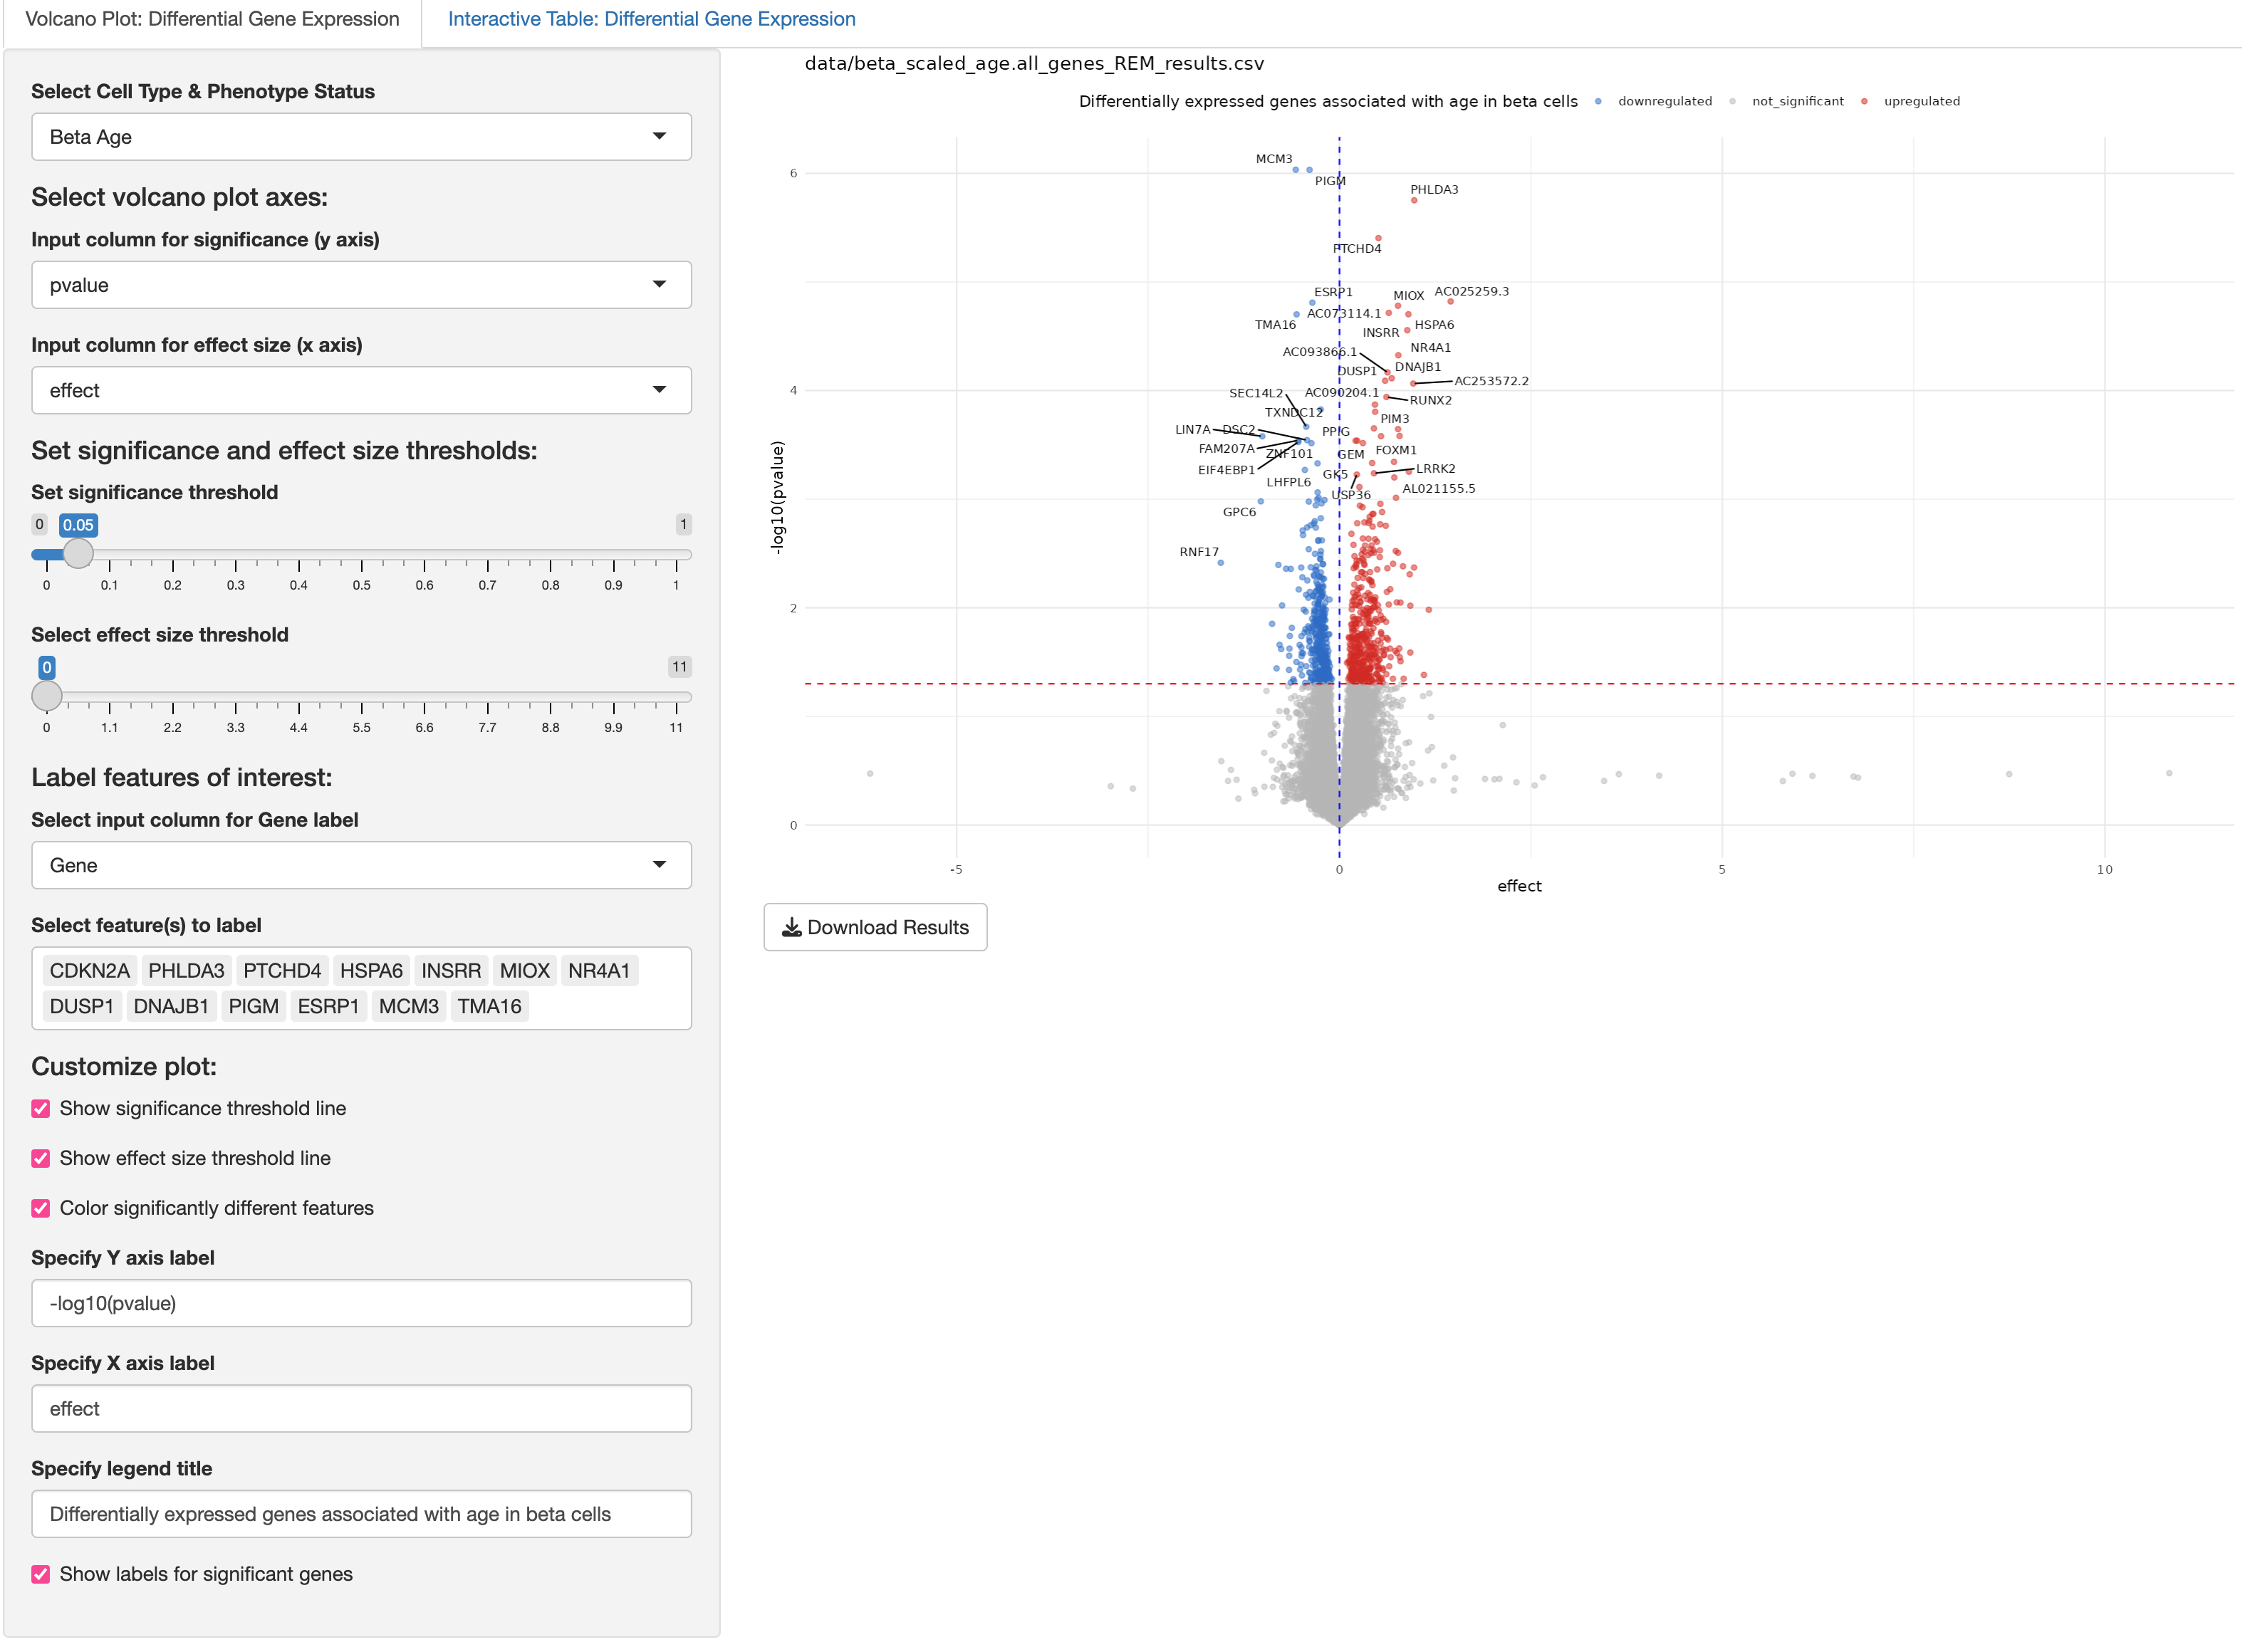 Volcano Plot: Differential Gene Expression
Interactive Table: Differential Gene Expression
Select Cell Type & Phenotype Status
Beta Age
Select volcano plot axes:
Input column for significance (y axis)
pvalue
Input column for effect size (x axis)
effect
Set significance and effect size thresholds:
Set significance threshold
0 0.05 1
0 0.1 0.2 0.3 0.4 0.5 0.6 0.7 0.8 0.9 1
Select effect size threshold
0 11
0 1.1 2.2 3.3 4.4 5.5 6.6 7.7 8.8 9.9 11
Label features of interest:
Select input column for Gene label
Gene
Select feature(s) to label
CDKN2A PHLDA3 PTCHD4 HSPA6 INSRR MIOX NR4A1
DUSP1 DNAJB1 PIGM ESRP1 MCM3 TMA16
Customize plot:
Show significance threshold line
Show effect size threshold line
Color significantly different features
Specify Y axis label
-log10(pvalue)
Specify X axis label
effect
Specify legend title
Differentially expressed genes associated with age in beta cells
Show labels for significant genes
data/beta_scaled_age.all_genes_REM_results.csv
Differentially expressed genes associated with age in beta cells downregulated not_significant upregulated
MCM3
6
PIGM
PHLDA3
PTCHD4
ESRP1
MIOX
AC025259.3
AC073114.1
TMA16
HSPA6
INSRR
NR4A1
AC093866.1
DNAJB1
DUSP1
AC253572.2
4
SEC14L2
AC090204.1
RUNX2
TXNDC12
PIM3
LIN7A
DSC2
PPIG
FAM207A
ZNF101
GEM
FOXM1
EIF4EBP1
LRRK2
GK5
LHFPL6
AL021155.5
USP36
GPC6
RNF17
-log10(pvalue)
2
0
-5 0 5 10
effect
Download Results